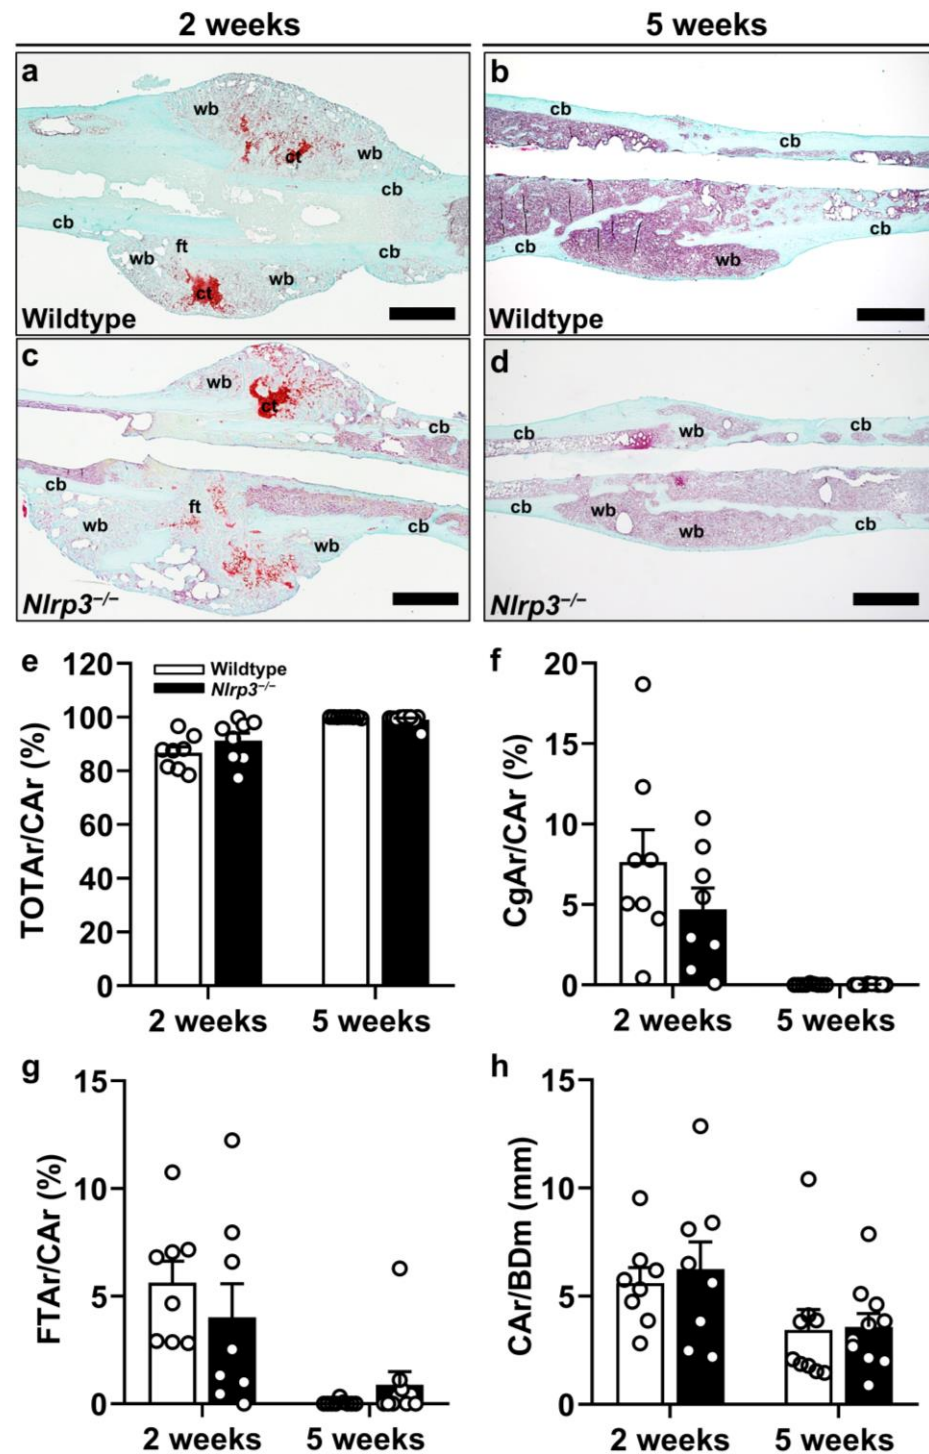 2 weeks 5 weeks
a
wb
ct
wb
cb
cb
ft
wb
wb
ct
Wildtype
b
cb
cb
cb
cb
wb
Wildtype
c
wb
ct
cb
cb
ft
cb
wb
wb
Nlrp3–/–
d
cb
wb
cb
wb
cb
cb
wb
Nlrp3–/–
e
Wildtype
Nlrp3–/–
TOTAr/CAr (%)
120
100
80
60
40
20
0
2 weeks 5 weeks
f
CgAr/CAr (%)
20
15
10
5
0
2 weeks 5 weeks
g
FTAr/CAr (%)
15
10
5
0
2 weeks 5 weeks
h
CAr/BDm (mm)
15
10
5
0
2 weeks 5 weeks